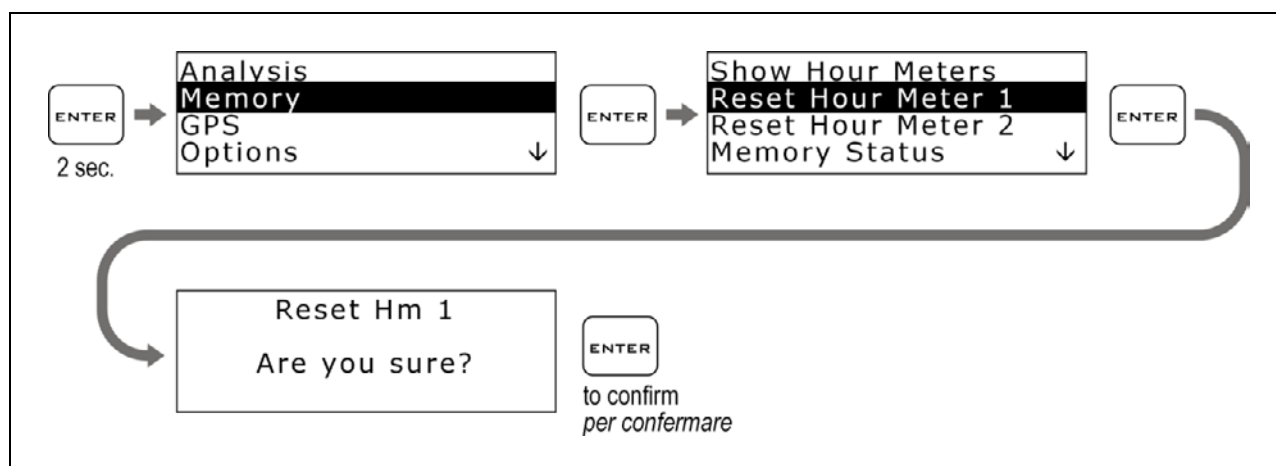 ENTER
2 sec.
Analysis
Memory
GPS
Options ↓
ENTER
Show Hour Meters
Reset Hour Meter 1
Reset Hour Meter 2
Memory Status ↓
ENTER
Reset Hm 1
Are you sure?
ENTER
to confirm
per confermare